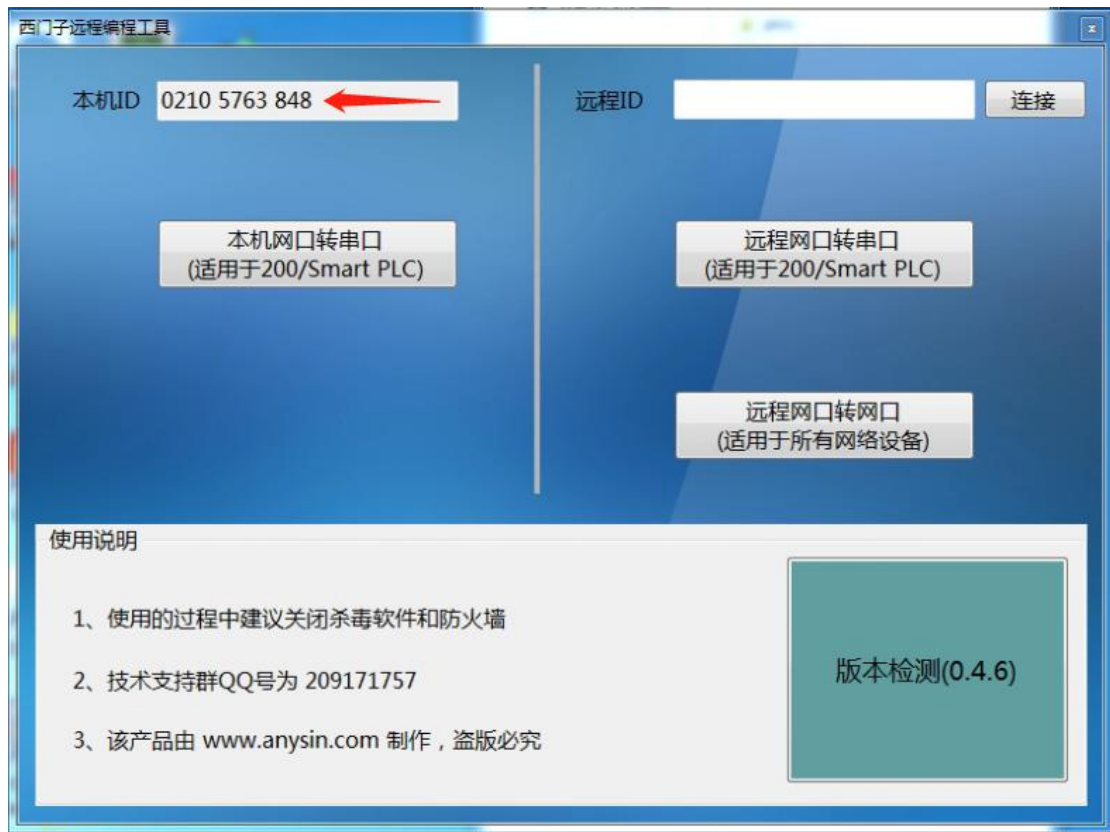 西门子远程编程工具
本机ID 0210 5763 848
远程ID
连接
本机网口转串口
(适用于200/Smart PLC)
远程网口转串口
(适用于200/Smart PLC)
远程网口转网口
(适用于所有网络设备)
使用说明
1、使用的过程中建议关闭杀毒软件和防火墙
2、技术支持群QQ号为 209171757
3、该产品由 www.anysin.com 制作，盗版必究
版本检测(0.4.6)